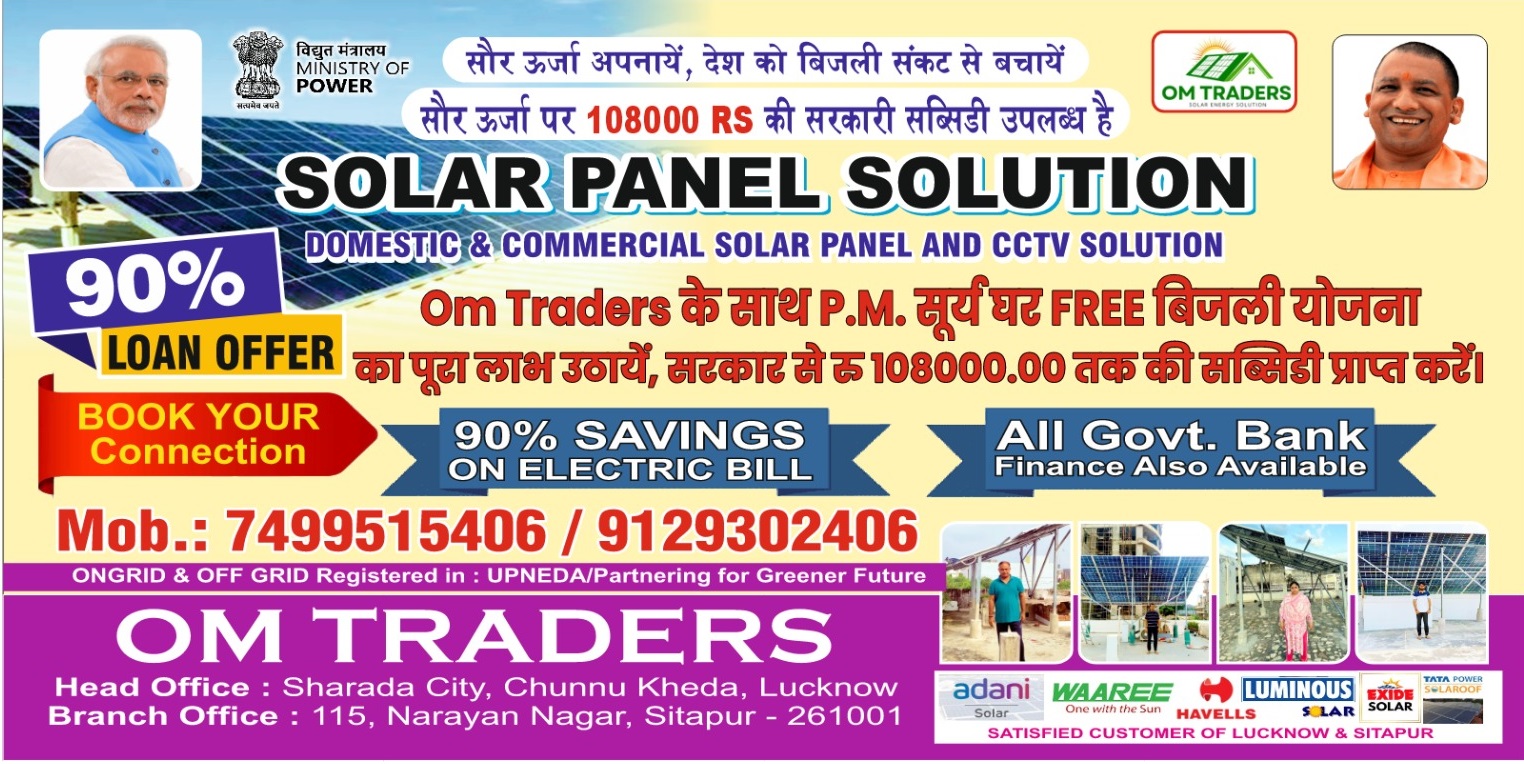 विद्युत मंत्रालय
MINISTRY OF
POWER
सत्यमेव जयते
सौर ऊर्जा अपनायें, देश को बिजली संकट से बचायें
सौर ऊर्जा पर 108000 RS की सरकारी सब्सिडी उपलब्ध है
OM TRADERS
SOLAR ENERGY SOLUTION
SOLAR PANEL SOLUTION
DOMESTIC & COMMERCIAL SOLAR PANEL AND CCTV SOLUTION
90%
LOAN OFFER
Om Traders के साथ P.M. सूर्य घर FREE बिजली योजना
का पूरा लाभ उठायें, सरकार से रु 108000.00 तक की सब्सिडी प्राप्त करें।
BOOK YOUR
Connection
90% SAVINGS
ON ELECTRIC BILL
All Govt. Bank
Finance Also Available
Mob.: 7499515406 / 9129302406
ONGRID & OFF GRID Registered in : UPNEDA/Partnering for Greener Future
OM TRADERS
Head Office : Sharada City, Chunnu Kheda, Lucknow
Branch Office : 115, Narayan Nagar, Sitapur - 261001
adani
Solar
WAAREE
One with the Sun
HAVELLS
LUMINOUS
SOLAR
EXIDE
SOLAR
TATA POWER
SOLAROOF
SATISFIED CUSTOMER OF LUCKNOW & SITAPUR